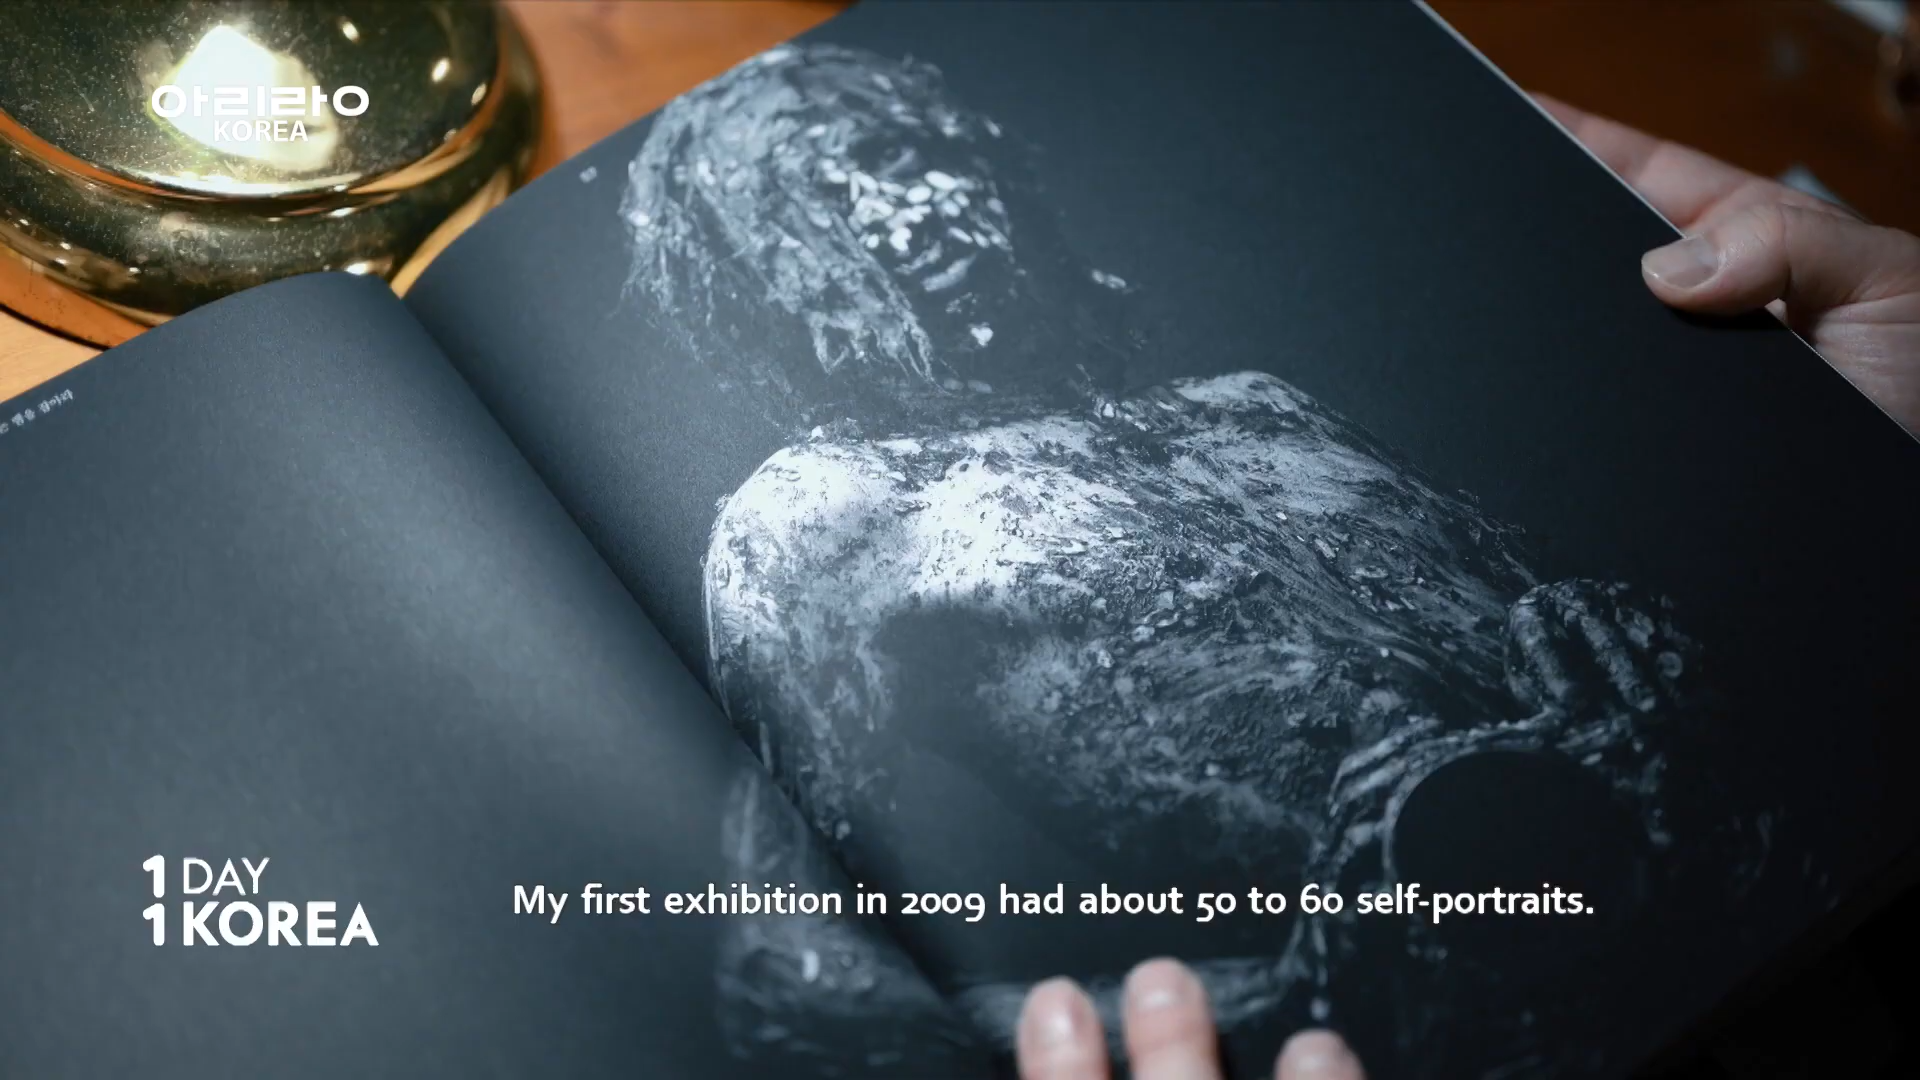 아리랑
KOREA
1 DAY
1 KOREA
My first exhibition in 2009 had about 50 to 60 self-portraits.